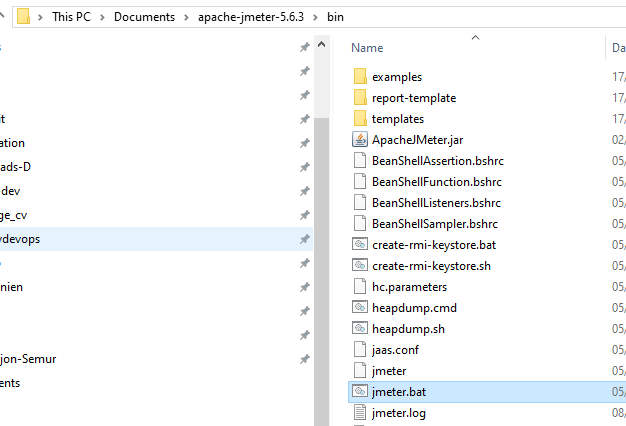 This PC > Documents > apache-jmeter-5.6.3 > bin
Name
Da
s
it
ation
ads-D
dev
ge_cv
devops
nien
jon-Semur
ents
examples 17/
report-template 17/
templates 17/
ApacheJMeter.jar 02/
BeanShellAssertion.bshrc 05/
BeanShellFunction.bshrc 05/
BeanShellListeners.bshrc 05/
BeanShellSampler.bshrc 05/
create-rmi-keystore.bat 05/
create-rmi-keystore.sh 05/
hc.parameters 05/
heapdump.cmd 05/
heapdump.sh 05/
jaas.conf 05/
jmeter 05/
jmeter.bat 05/
jmeter.log 08/